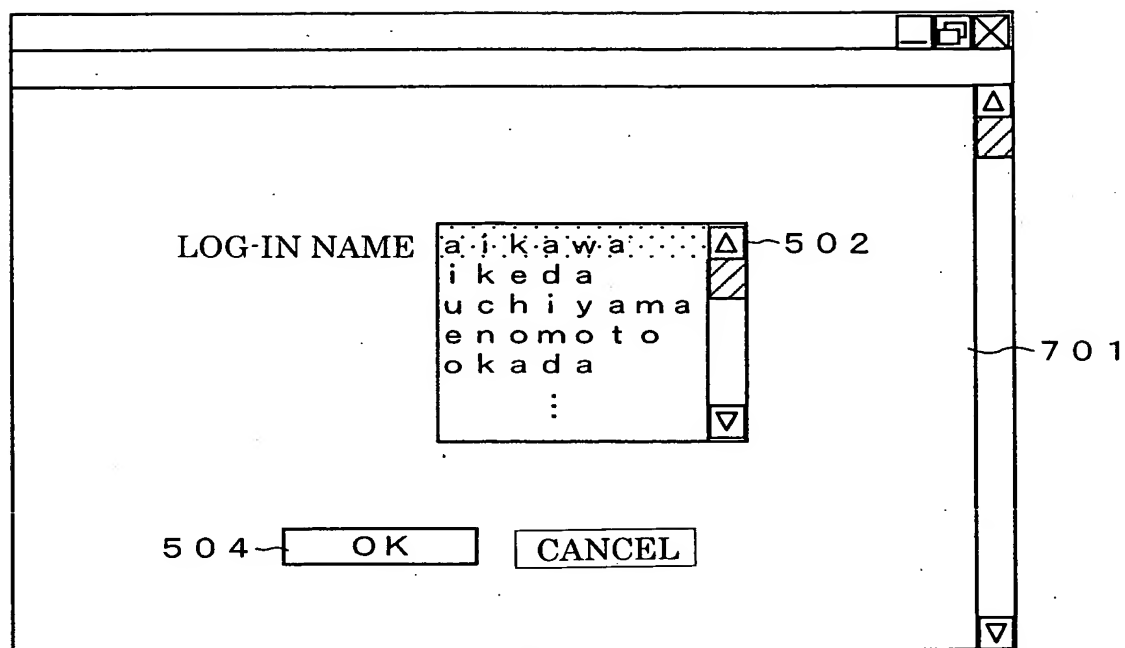 LOG-IN NAME
aikawa
502
ikeda
uchiyama
enomoto
okada
⋮
701
504
OK
CANCEL